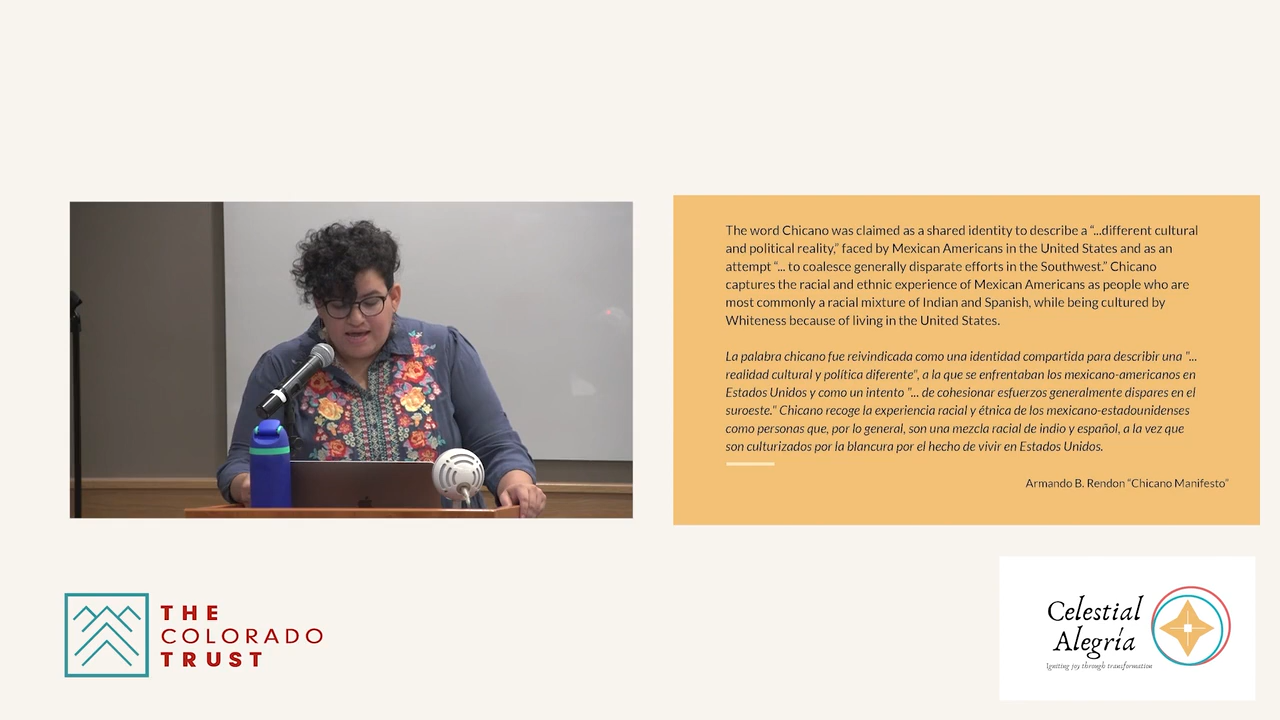 The word Chicano was claimed as a shared identity to describe a “...different cultural
and political reality,” faced by Mexican Americans in the United States and as an
attempt “... to coalesce generally disparate efforts in the Southwest.” Chicano
captures the racial and ethnic experience of Mexican Americans as people who are
most commonly a racial mixture of Indian and Spanish, while being cultured by
Whiteness because of living in the United States.
La palabra chicano fue reivindicada como una identidad compartida para describir una "...
realidad cultural y política diferente", a la que se enfrentaban los mexicano-americanos en
Estados Unidos y como un intento "... de cohesionar esfuerzos generalmente dispares en el
suroeste." Chicano recoge la experiencia racial y étnica de los mexicano-estadounidenses
como personas que, por lo general, son una mezcla racial de indio y español, a la vez que
son culturizados por la blancura por el hecho de vivir en Estados Unidos.
Armando B. Rendon “Chicano Manifesto”
THE
COLORADO
TRUST
Celestial
Alegría
Igniting joy through transformation